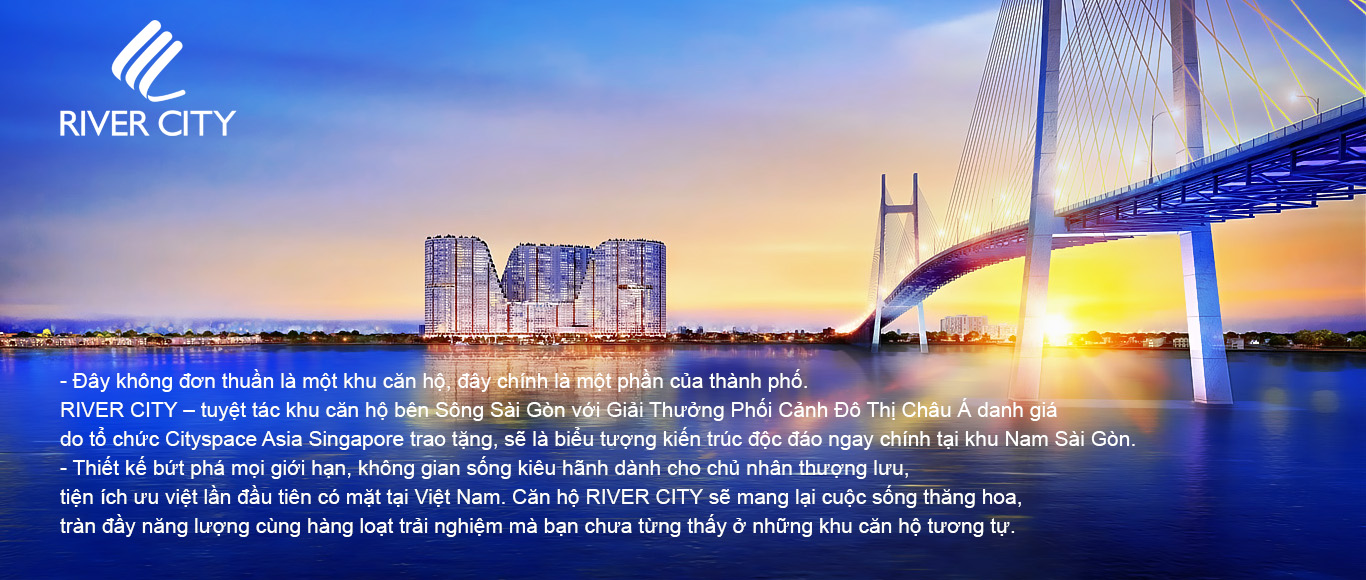 RIVER CITY
- Đây không đơn thuần là một khu căn hộ, đây chính là một phần của thành phố.
RIVER CITY – tuyệt tác khu căn hộ bên Sông Sài Gòn với Giải Thưởng Phối Cảnh Đô Thị Châu Á danh giá
do tổ chức Cityspace Asia Singapore trao tặng, sẽ là biểu tượng kiến trúc độc đáo ngay chính tại khu Nam Sài Gòn.
- Thiết kế bứt phá mọi giới hạn, không gian sống kiêu hãnh dành cho chủ nhân thượng lưu,
tiện ích ưu việt lần đầu tiên có mặt tại Việt Nam. Căn hộ RIVER CITY sẽ mang lại cuộc sống thăng hoa,
tràn đầy năng lượng cùng hàng loạt trải nghiệm mà bạn chưa từng thấy ở những khu căn hộ tương tự.